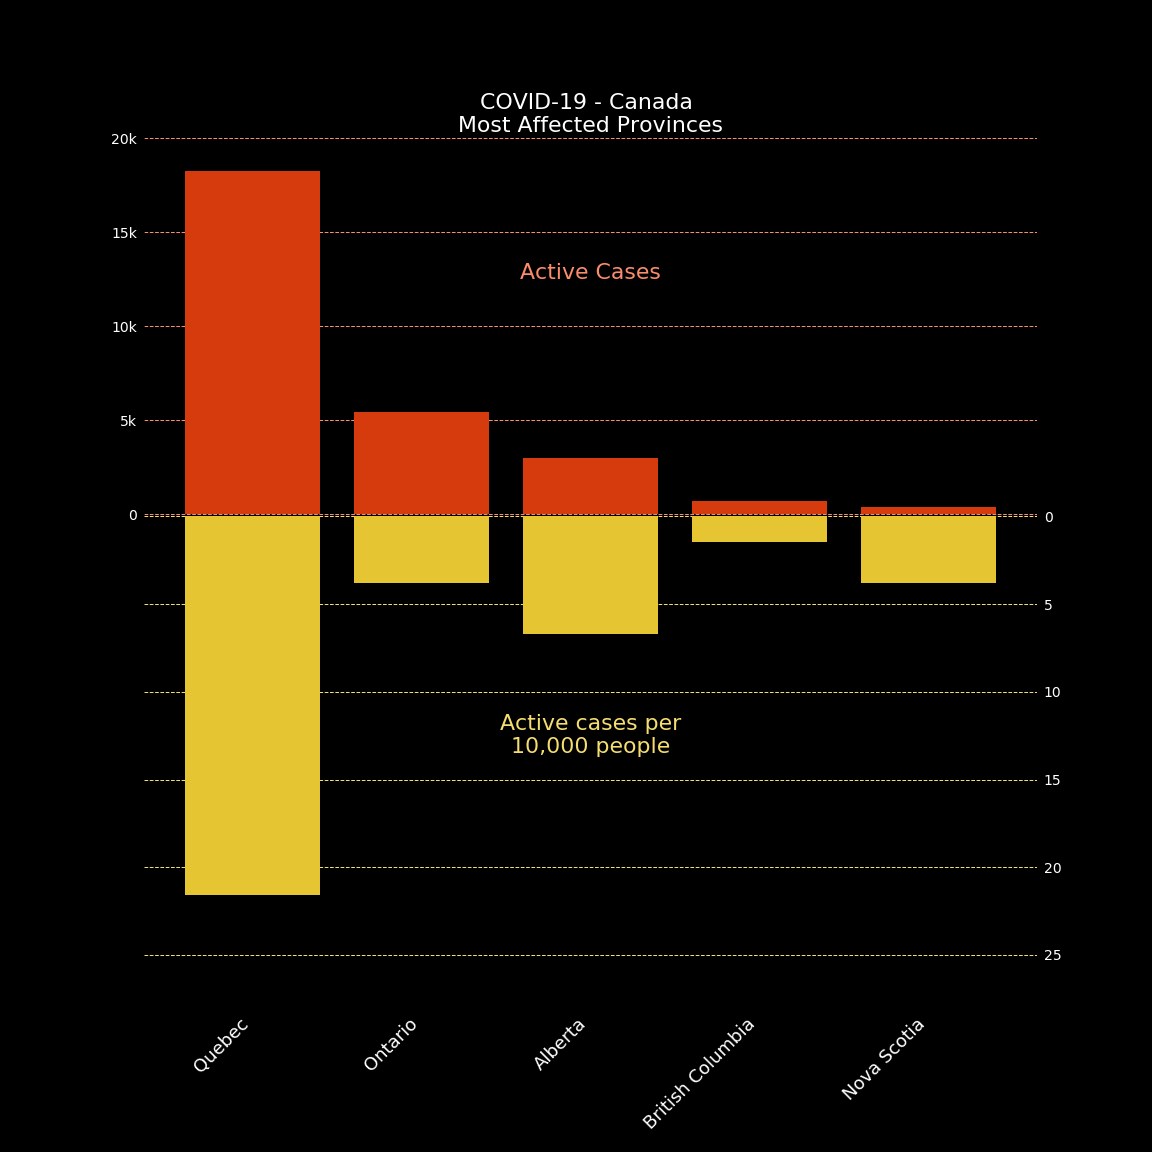 COVID-19 - Canada
Most Affected Provinces
20k
15k
Active Cases
10k
5k
0
0
5
10
Active cases per
10,000 people
15
20
25
Quebec
Ontario
Alberta
British Columbia
Nova Scotia